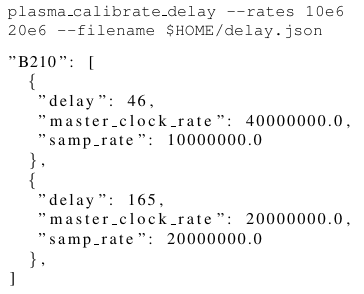 plasma_calibrate_delay --rates 10e6
20e6 --filename $HOME/delay.json
"B210": [
{
"delay": 46,
"master_clock_rate": 40000000.0,
"samp_rate": 10000000.0
},
{
"delay": 165,
"master_clock_rate": 20000000.0,
"samp_rate": 20000000.0
},
]